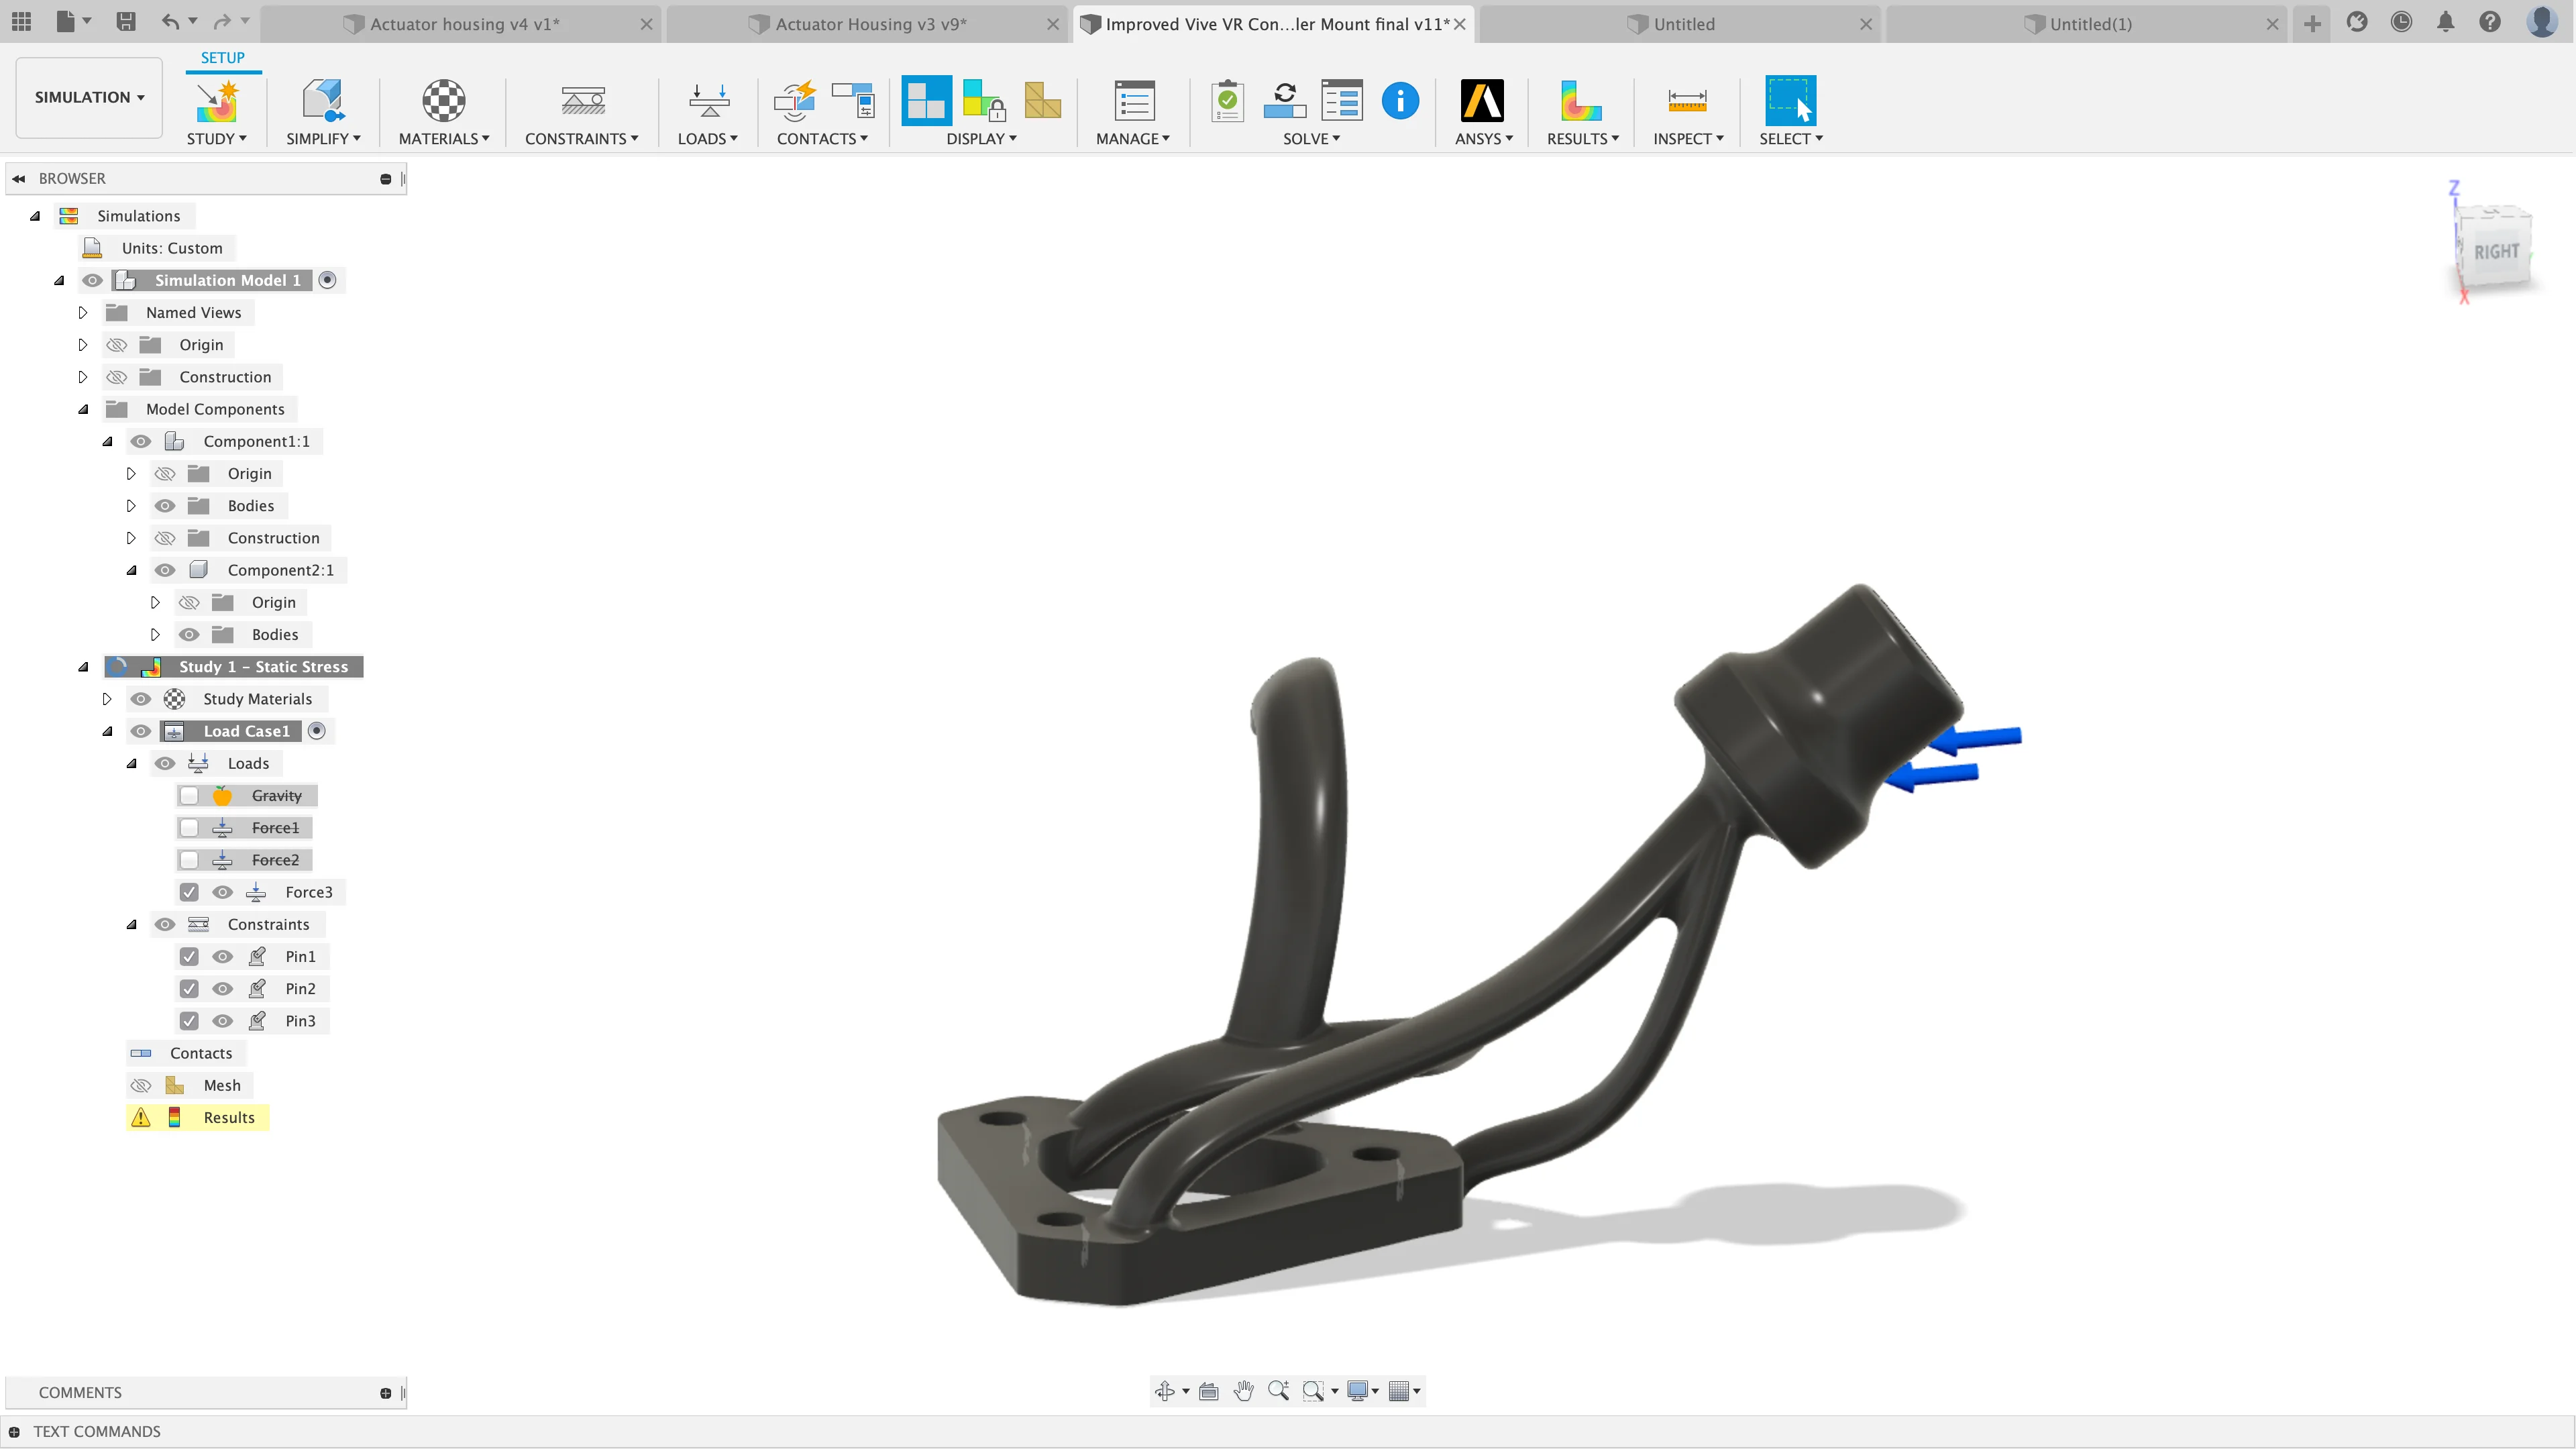 Actuator housing v4 v1*
Actuator Housing v3 v9*
Improved Vive VR Con...ler Mount final v11*
Untitled
Untitled(1)
SIMULATION
SETUP
STUDY
SIMPLIFY
MATERIALS
CONSTRAINTS
LOADS
CONTACTS
DISPLAY
MANAGE
SOLVE
ANSYS
RESULTS
INSPECT
SELECT
BROWSER
Simulations
Units: Custom
Simulation Model 1
Named Views
Origin
Construction
Model Components
Component1:1
Origin
Bodies
Construction
Component2:1
Origin
Bodies
Study 1 - Static Stress
Study Materials
Load Case1
Loads
Gravity
Force1
Force2
Force3
Constraints
Pin1
Pin2
Pin3
Contacts
Mesh
Results
Z
RIGHT
X
COMMENTS
TEXT COMMANDS